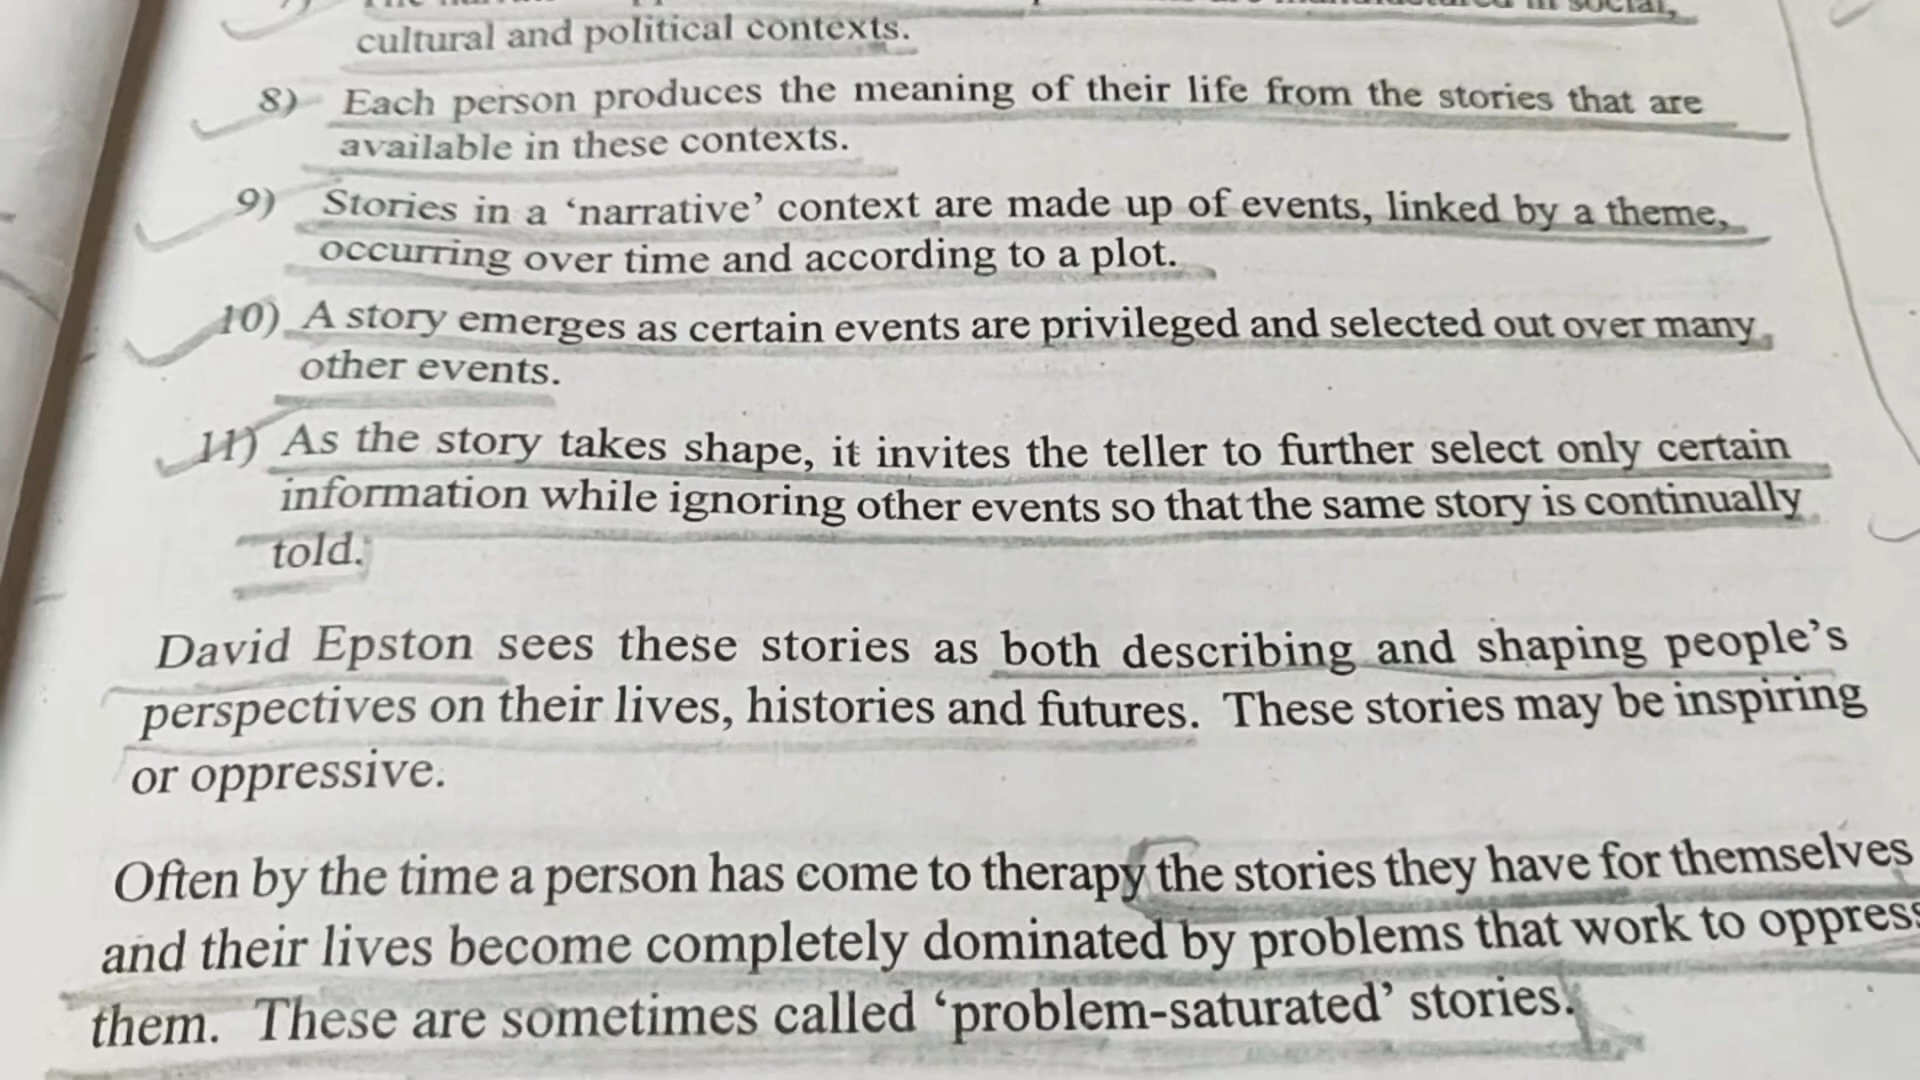 cultural and political contexts.
8) Each person produces the meaning of their life from the stories that are
available in these contexts.
9) Stories in a ‘narrative’ context are made up of events, linked by a theme,
occurring over time and according to a plot.
10) A story emerges as certain events are privileged and selected out over many
other events.
11) As the story takes shape, it invites the teller to further select only certain
information while ignoring other events so that the same story is continually
told.
David Epston sees these stories as both describing and shaping people’s
perspectives on their lives, histories and futures. These stories may be inspiring
or oppressive.
Often by the time a person has come to therapy the stories they have for themselves
and their lives become completely dominated by problems that work to oppress
them. These are sometimes called ‘problem-saturated’ stories.